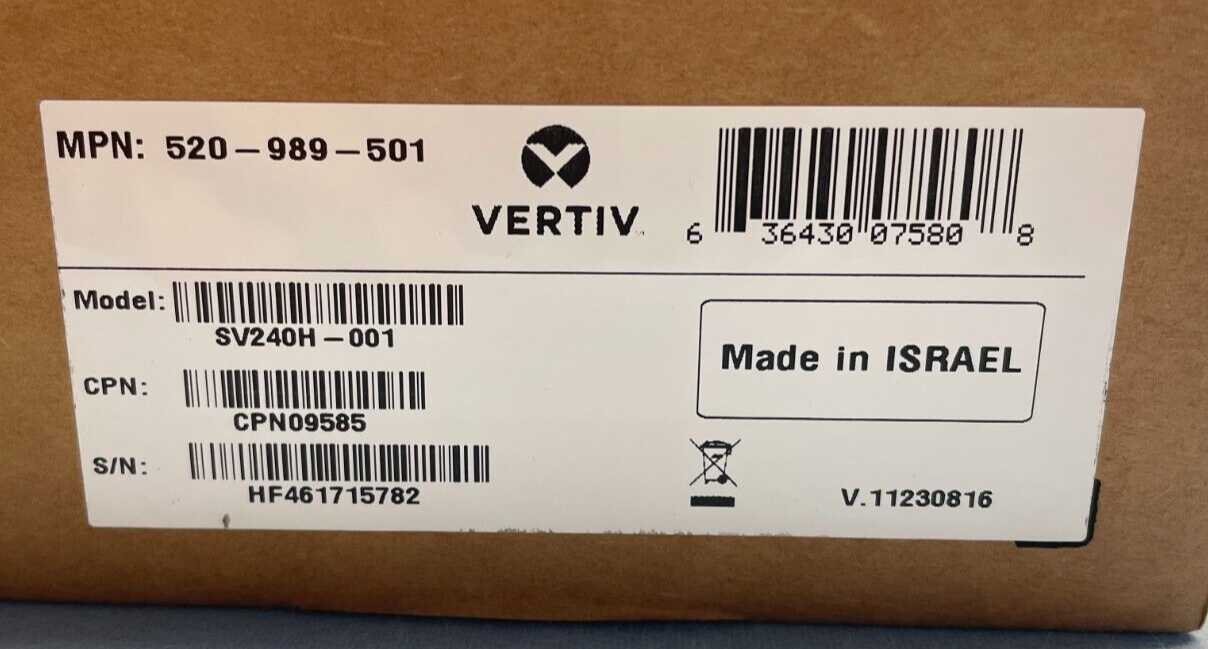 MPN: 520-989-501
VERTIV
6 36430 07580 8
Model:
SV240H-001
CPN:
CPN09585
S/N:
HF461715782
Made in ISRAEL
V.11230816